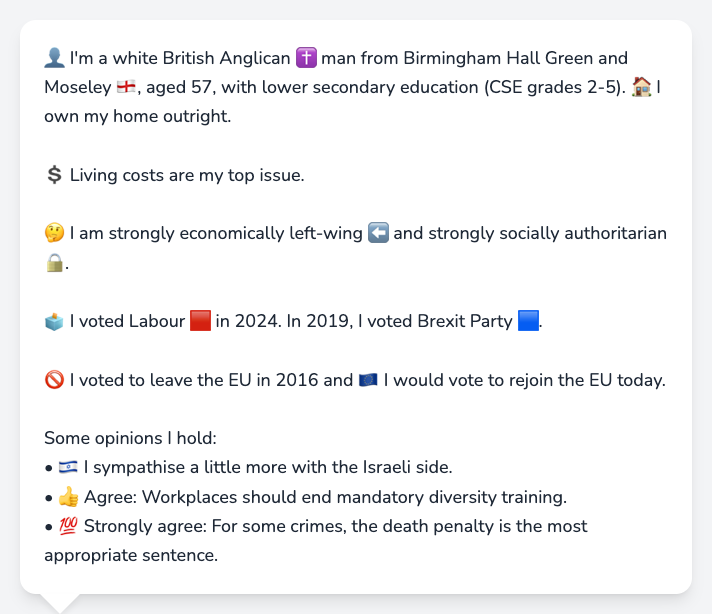 👤 I'm a white British Anglican ✝️ man from Birmingham Hall Green and
Moseley 🏴󠁧󠁢󠁥󠁮󠁧󠁿, aged 57, with lower secondary education (CSE grades 2-5). 🏠 I
own my home outright.
💲 Living costs are my top issue.
🤔 I am strongly economically left-wing ⬅️ and strongly socially authoritarian
🔒.
🗳️ I voted Labour 🟥 in 2024. In 2019, I voted Brexit Party 🟦.
🚫 I voted to leave the EU in 2016 and 🇪🇺 I would vote to rejoin the EU today.
Some opinions I hold:
• 🇮🇱 I sympathise a little more with the Israeli side.
• 👍 Agree: Workplaces should end mandatory diversity training.
• 💯 Strongly agree: For some crimes, the death penalty is the most
appropriate sentence.